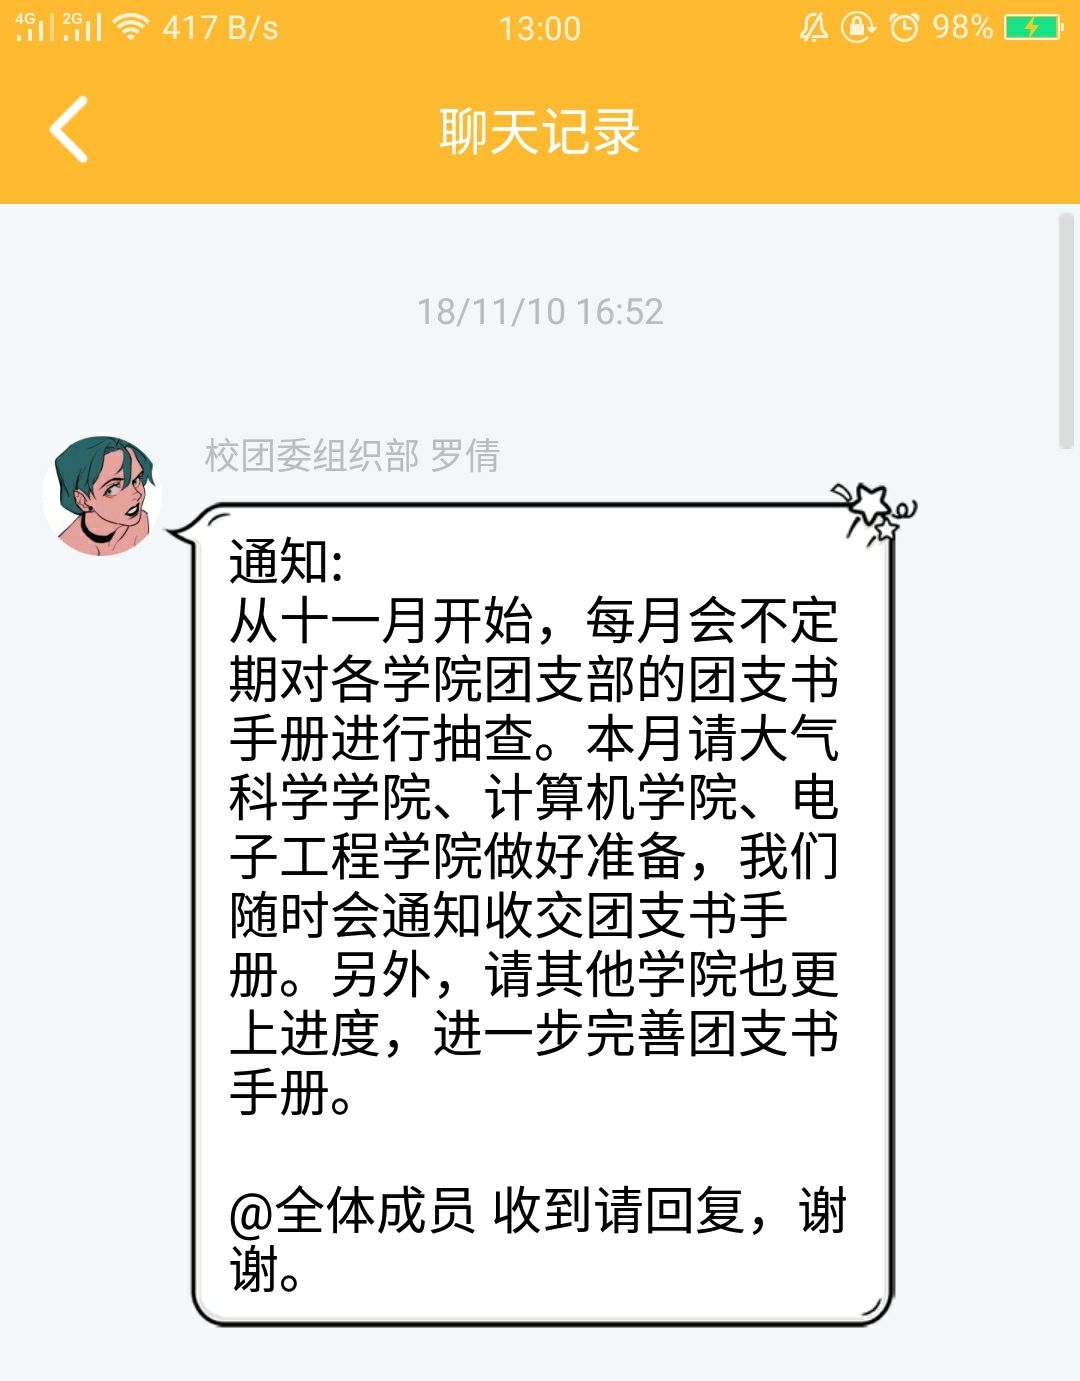 4G 2G 417 B/s 13:00 98%
聊天记录
18/11/10 16:52
校团委组织部 罗倩
通知:
从十一月开始，每月会不定
期对各学院团支部的团支书
手册进行抽查。本月请大气
科学学院、计算机学院、电
子工程学院做好准备，我们
随时会通知收交团支书手
册。另外，请其他学院也更
上进度，进一步完善团支书
手册。
@全体成员 收到请回复，谢
谢。